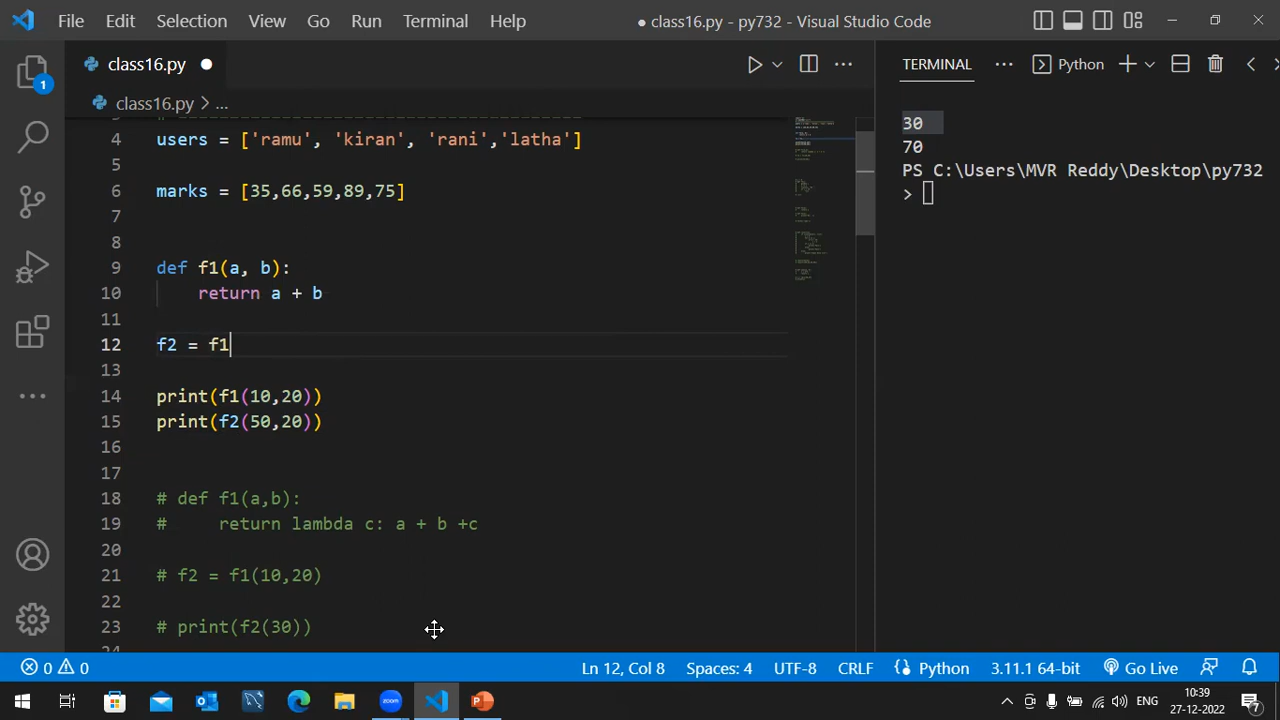 File Edit Selection View Go Run Terminal Help ● class16.py - py732 - Visual Studio Code
1
class16.py ●
TERMINAL ... Python
class16.py > ...
4 users = ['ramu', 'kiran', 'rani','latha']
5
6 marks = [35,66,59,89,75]
7
8
9 def f1(a, b):
10 return a + b
11
12 f2 = f1
13
14 print(f1(10,20))
15 print(f2(50,20))
16
17
18 # def f1(a,b):
19 # return lambda c: a + b +c
20
21 # f2 = f1(10,20)
22
23 # print(f2(30))
30
70
PS C:\Users\MVR Reddy\Desktop\py732
>
0 0 Ln 12, Col 8 Spaces: 4 UTF-8 CRLF Python 3.11.1 64-bit Go Live
zoom ENG 10:39
27-12-2022 7